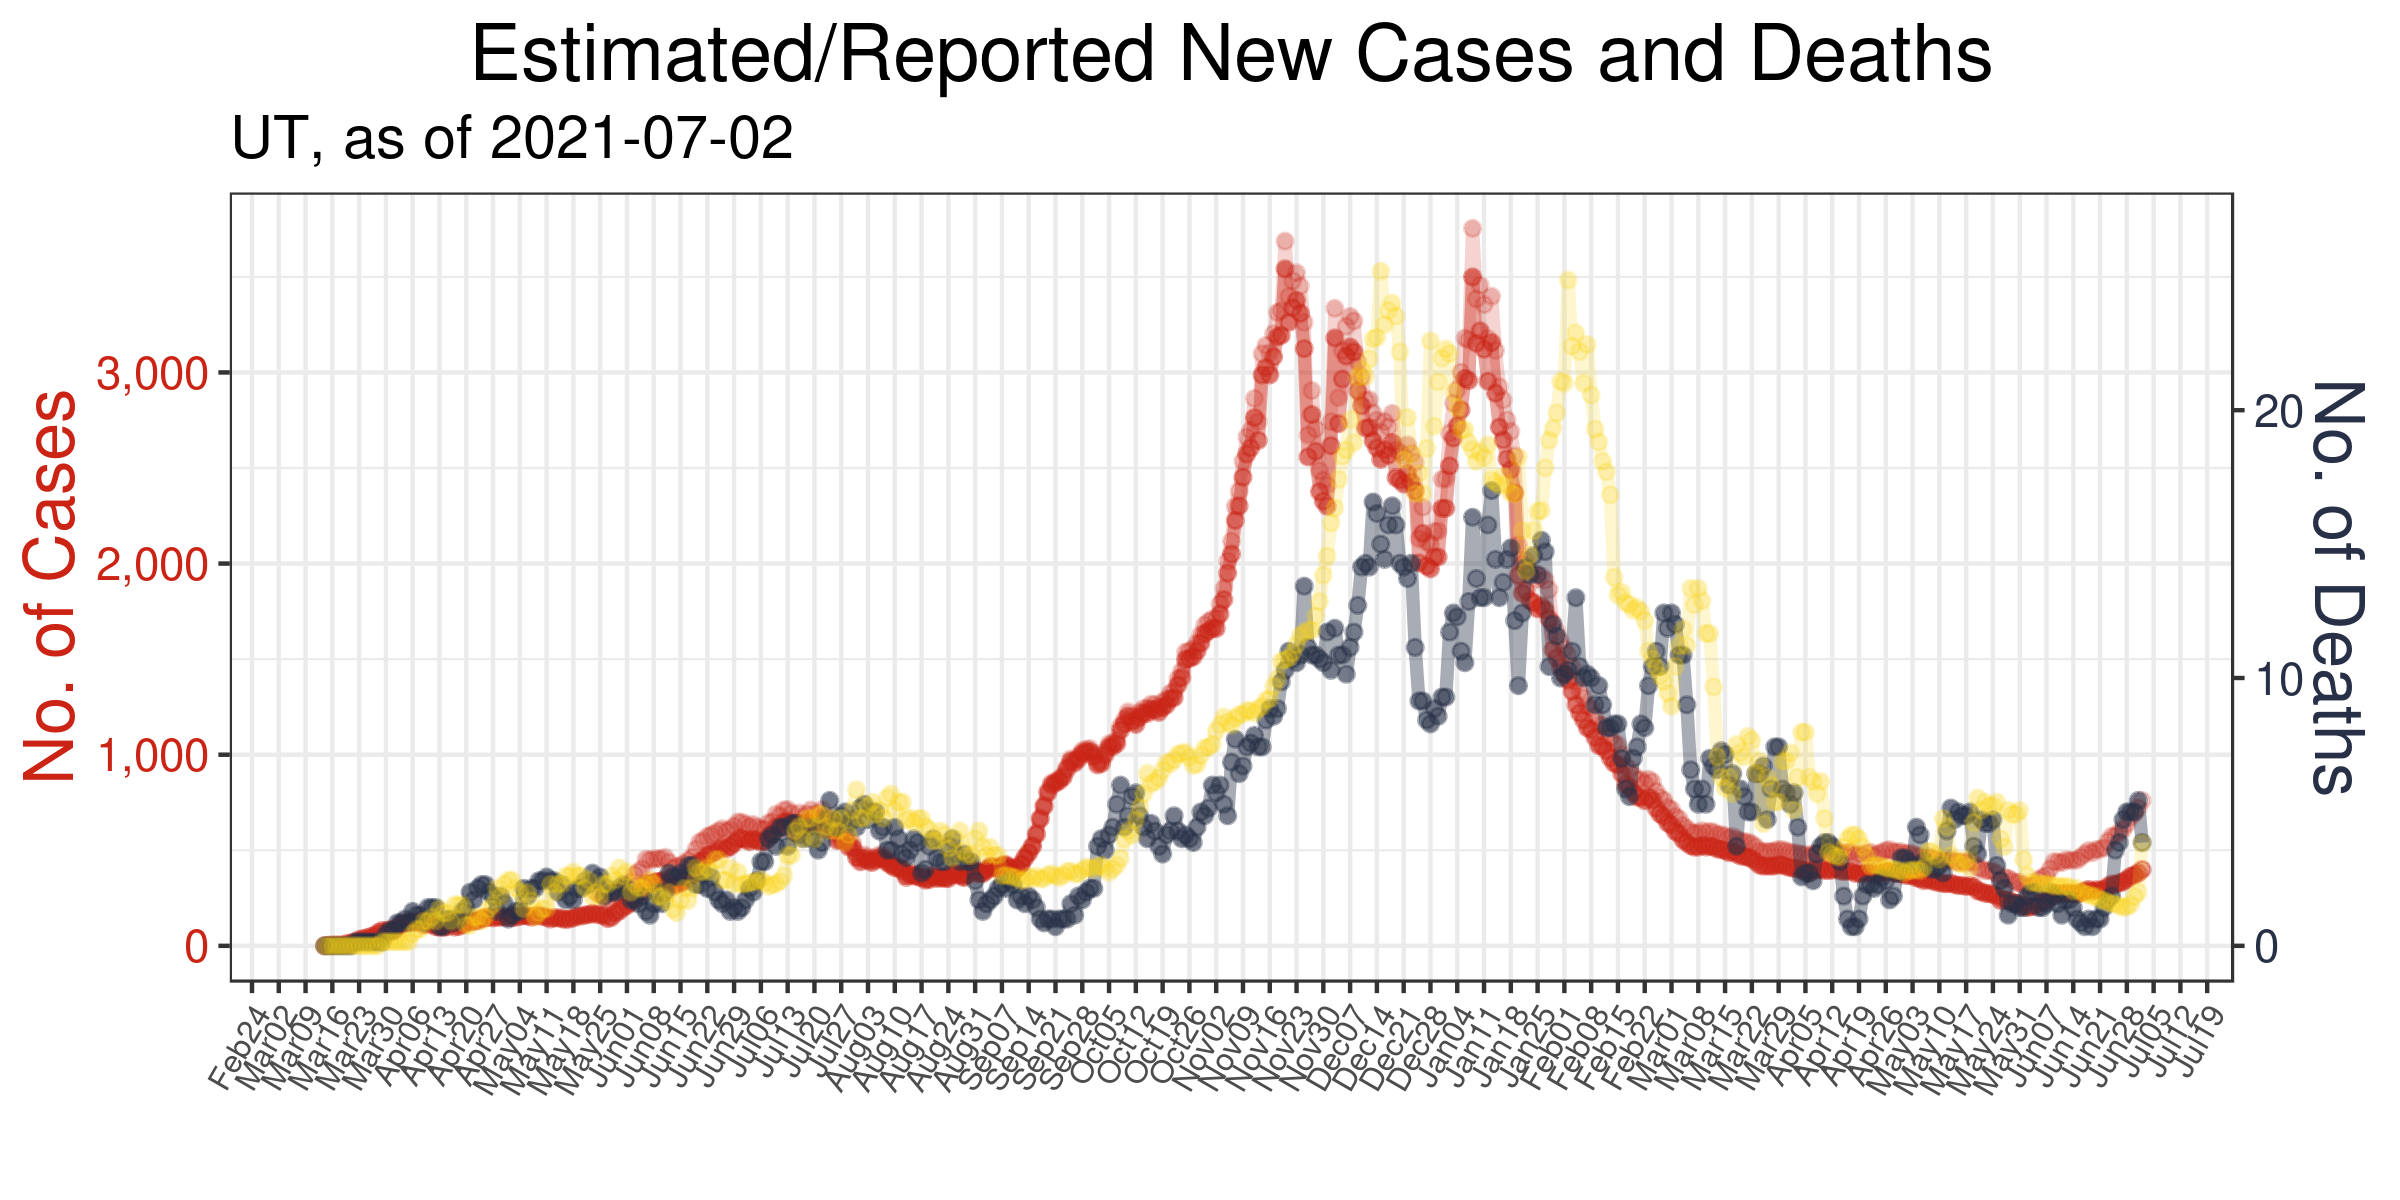 Estimated/Reported New Cases and Deaths
UT, as of 2021-07-02
No. of Cases
3,000
2,000
1,000
0
No. of Deaths
20
10
0
Feb24
Mar02
Mar09
Mar16
Mar23
Mar30
Apr06
Apr13
Apr20
Apr27
May04
May11
May18
May25
Jun01
Jun08
Jun15
Jun22
Jun29
Jul06
Jul13
Jul20
Jul27
Aug03
Aug10
Aug17
Aug24
Aug31
Sep07
Sep14
Sep21
Sep28
Oct05
Oct12
Oct19
Oct26
Nov02
Nov09
Nov16
Nov23
Nov30
Dec07
Dec14
Dec21
Dec28
Jan04
Jan11
Jan18
Jan25
Feb01
Feb08
Feb15
Feb22
Mar01
Mar08
Mar15
Mar22
Mar29
Apr05
Apr12
Apr19
Apr26
May03
May10
May17
May24
May31
Jun07
Jun14
Jun21
Jun28
Jul05
Jul12
Jul19